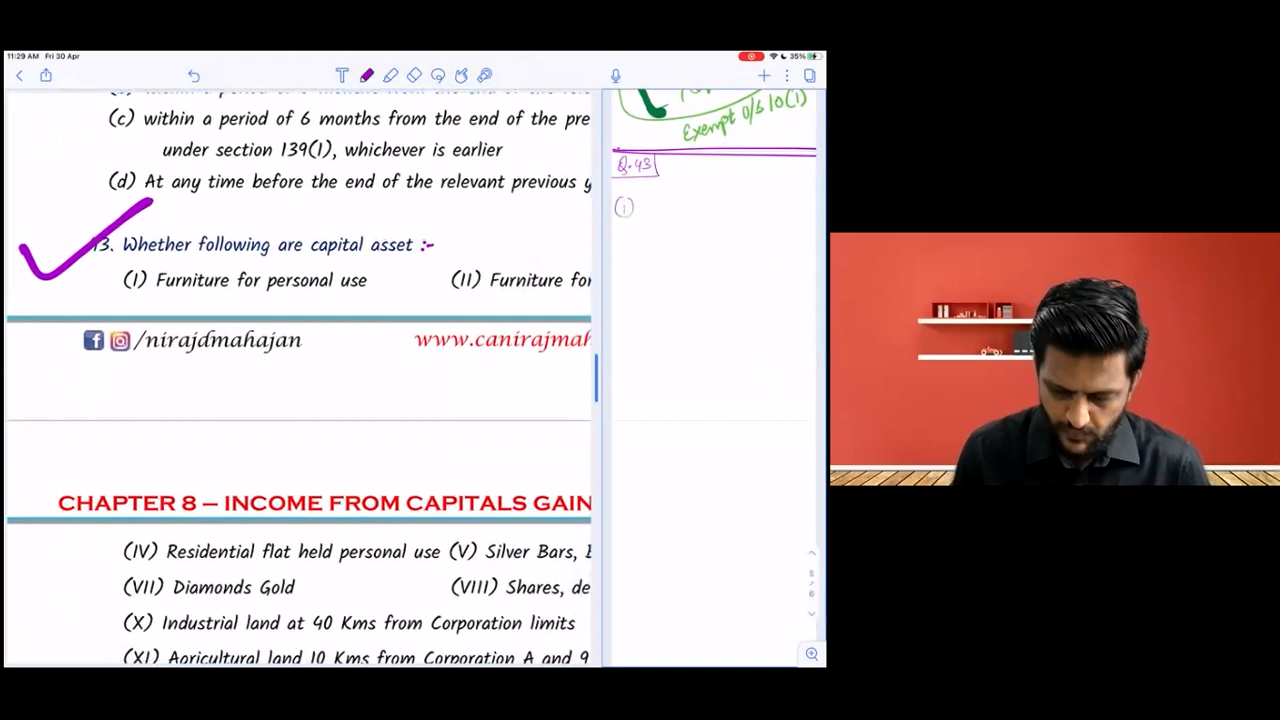 11:29 AM Fri 30 Apr
35%
(c) within a period of 6 months from the end of the pre
under section 139(1), whichever is earlier
(d) At any time before the end of the relevant previous y
13. Whether following are capital asset :-
(I) Furniture for personal use (II) Furniture for
/nirajdmahajan www.canirajmah
CHAPTER 8 – INCOME FROM CAPITALS GAIN
(IV) Residential flat held personal use (V) Silver Bars,
(VII) Diamonds Gold (VIII) Shares, de
(X) Industrial land at 40 Kms from Corporation limits
(XI) Agricultural land 10 Kms from Corporation A and 9
Exempt u/s 10(1)
Q.43
(i)